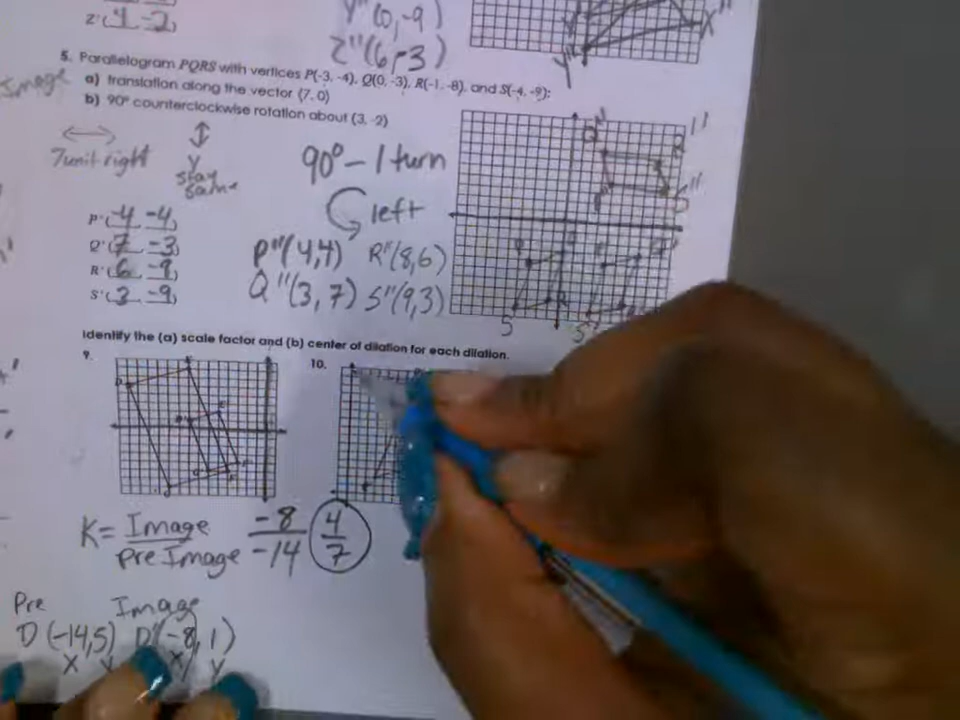 Z'(4 -2)
Y"(0,-9)
Z"(6,-3)
X"
Y"
5. Parallelogram PQRS with vertices P(-3, -4), Q(0, -3), R(-1, -8), and S(-4, -9):
Image
a) translation along the vector ⟨7, 0⟩
b) 90° counterclockwise rotation about (3, -2)
7 unit right
y
stay
same
90° - 1 turn
left
P'(-4, -4)
Q'(7, -3)
R'(6, -9)
S'(3, -9)
P"(4,4) R"(8,6)
Q"(3,7) S"(9,3)
S
Identify the (a) scale factor and (b) center of dilation for each dilation.
9.
10.
K = Image / Pre Image -8 / -14 4 / 7
Pre Image
D(-14,5) D'(-8, 1)
X Y X Y